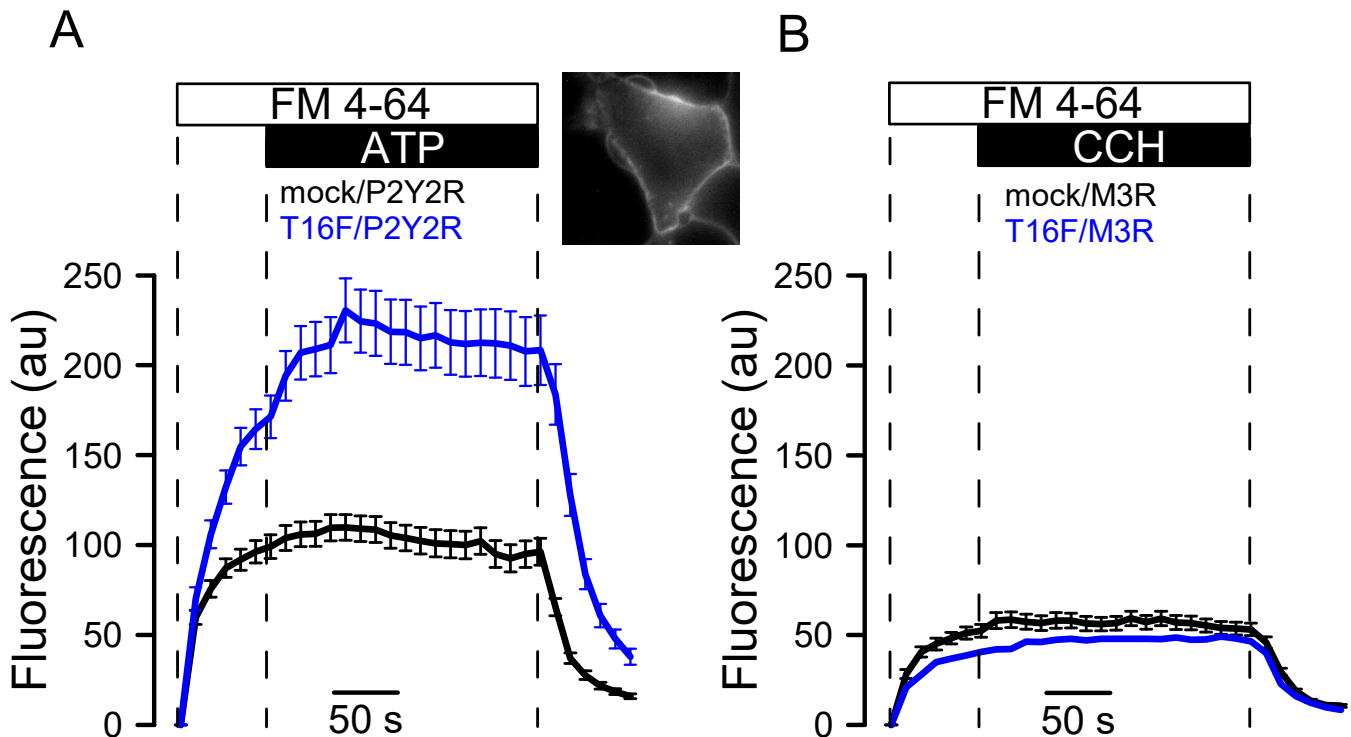 A
FM 4-64
ATP
mock/P2Y2R
T16F/P2Y2R
Fluorescence (au)
250
200
150
100
50
0
50 s
B
FM 4-64
CCH
mock/M3R
T16F/M3R
Fluorescence (au)
250
200
150
100
50
0
50 s